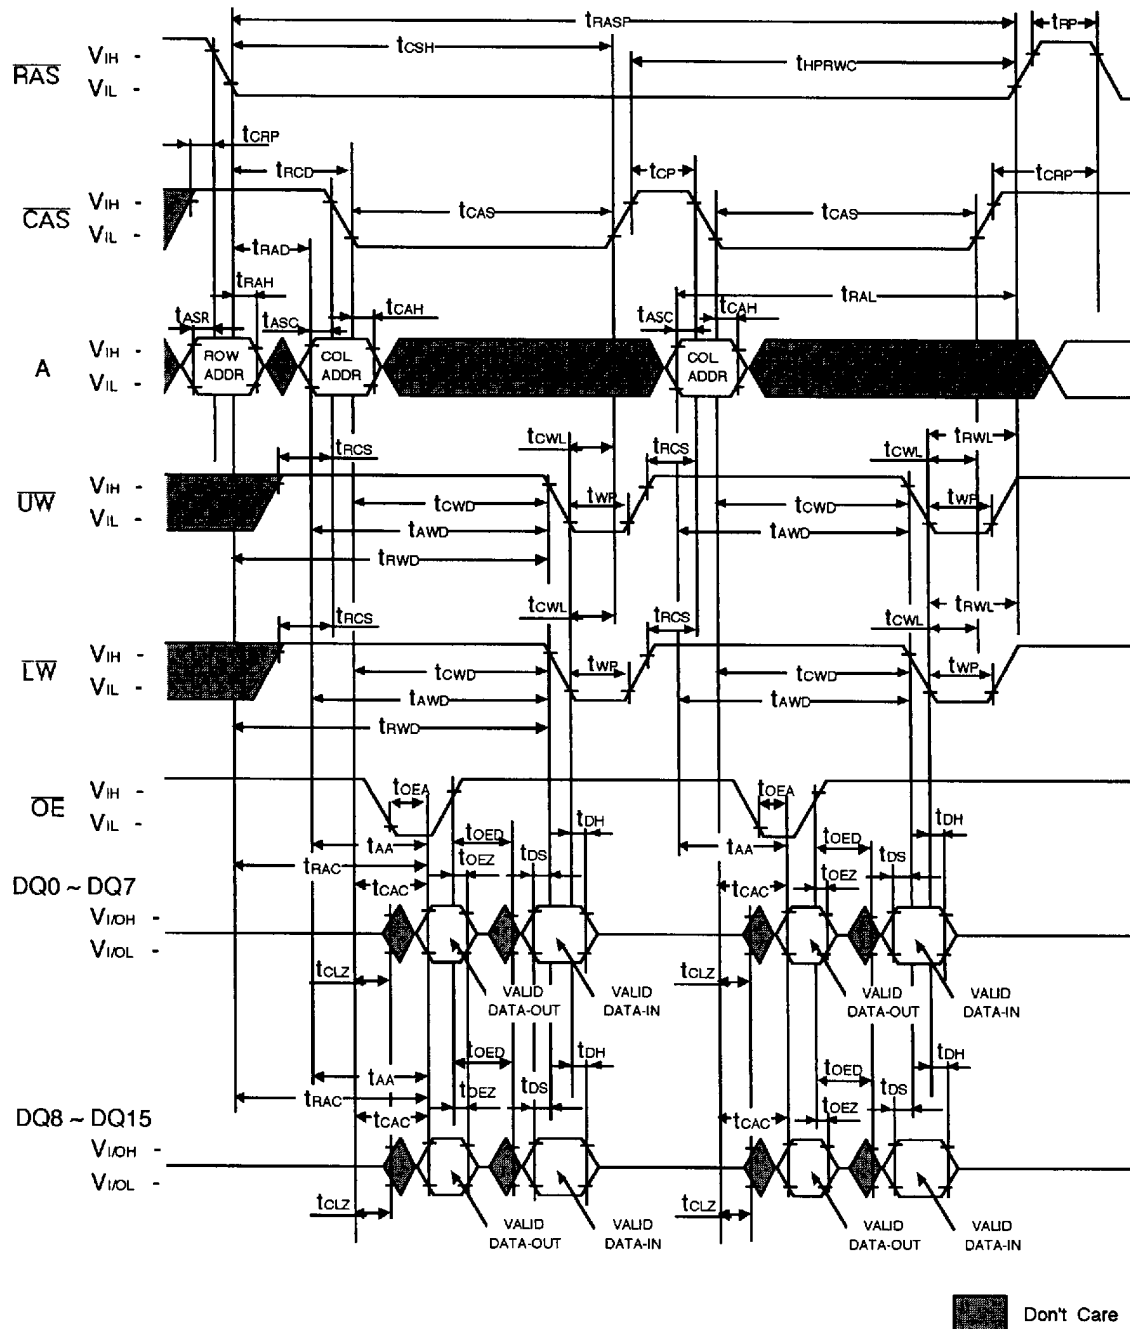 tRASP
tRP
tCSH
tHPRWC
RAS
VIH -
VIL -
tCRP
tRCD
tCP
tCRP
CAS
VIH -
VIL -
tCAS
tCAS
tRAD
tRAH
tRAL
tASR
tASC
tCAH
tASC
tCAH
A
VIH -
VIL -
ROW ADDR
COL ADDR
COL ADDR
tRCS
tCWL
tRCS
tCWL
tRWL
UW
VIH -
VIL -
tCWD
tWP
tCWD
tWP
tAWD
tAWD
tRWD
tRCS
tCWL
tRCS
tCWL
tRWL
LW
VIH -
VIL -
tCWD
tWP
tCWD
tWP
tAWD
tAWD
tRWD
OE
VIH -
VIL -
tOEA
tOEA
tAA
tOED
tDH
tAA
tOED
tDH
tRAC
tOEZ
tDS
tOEZ
tDS
DQ0 ~ DQ7
tCAC
tCAC
VI/OH -
VI/OL -
tCLZ
VALID DATA-OUT
VALID DATA-IN
tCLZ
VALID DATA-OUT
VALID DATA-IN
tOED
tDH
tOED
tDH
tAA
tOEZ
tDS
tOEZ
tDS
tRAC
DQ8 ~ DQ15
tCAC
tCAC
VI/OH -
VI/OL -
tCLZ
VALID DATA-OUT
VALID DATA-IN
tCLZ
VALID DATA-OUT
VALID DATA-IN
Don't Care